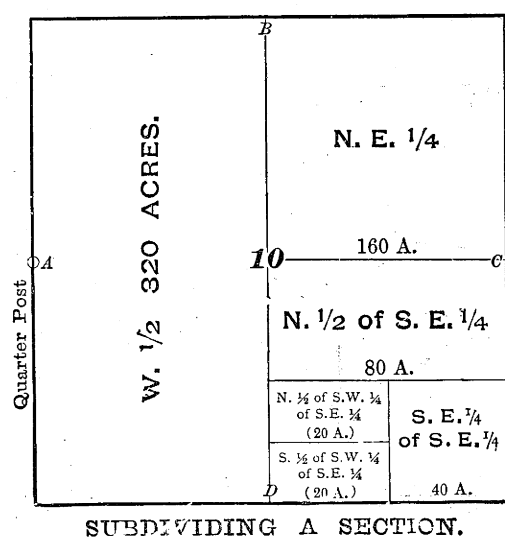 B
N. E. 1/4
W. 1/2 320 ACRES.
160 A.
Quarter Post
A
10
C
N. 1/2 of S. E. 1/4
80 A.
N. ½ of S.W. ¼
of S.E. ¼
(20 A.)
S. E. 1/4
of S. E. 1/4
S. ½ of S.W. ¼
of S.E. ¼
(20 A.)
40 A.
D
SUBDIVIDING A SECTION.